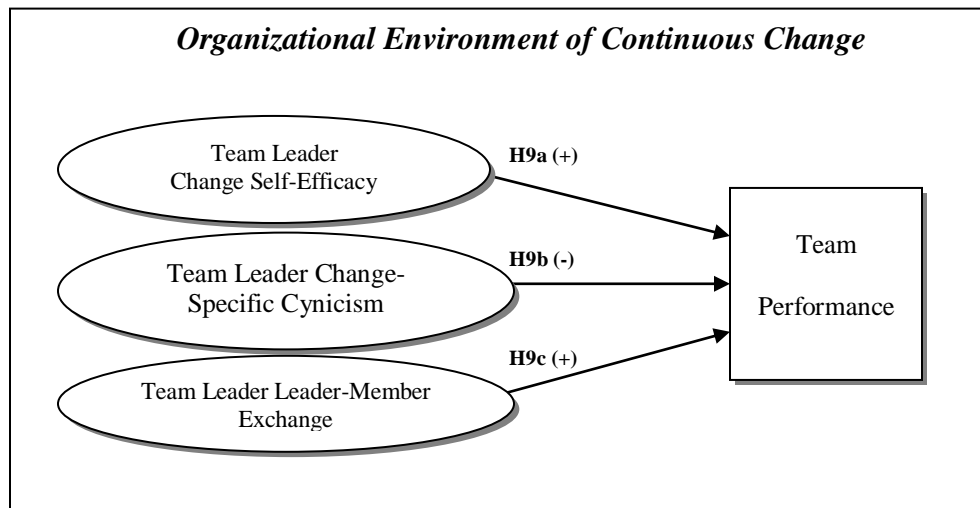 Organizational Environment of Continuous Change
Team Leader
Change Self-Efficacy
H9a (+)
Team Leader Change-
Specific Cynicism
H9b (-)
Team Leader Leader-Member
Exchange
H9c (+)
Team
Performance